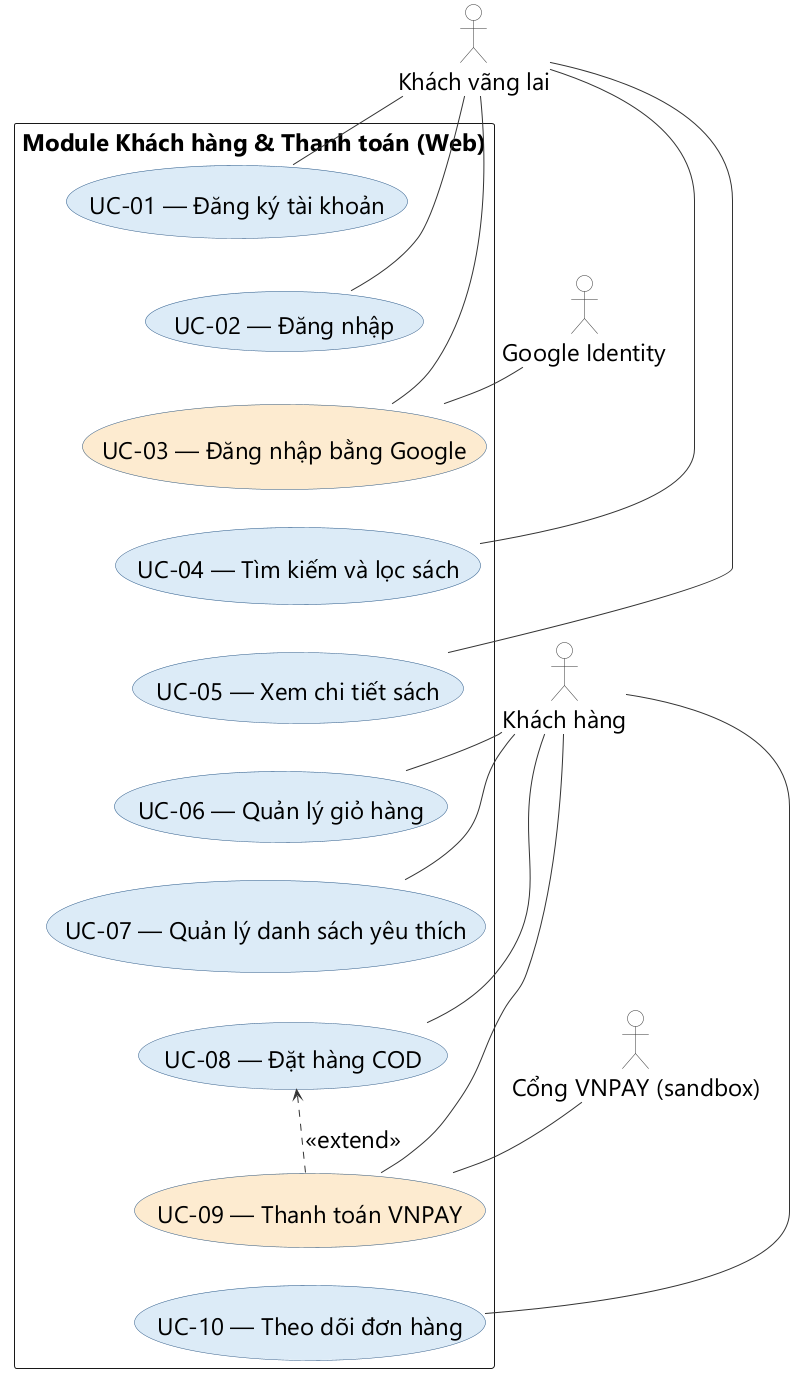 Khách vãng lai
Module Khách hàng & Thanh toán (Web)
UC-01 — Đăng ký tài khoản
UC-02 — Đăng nhập
Google Identity
UC-03 — Đăng nhập bằng Google
UC-04 — Tìm kiếm và lọc sách
UC-05 — Xem chi tiết sách
Khách hàng
UC-06 — Quản lý giỏ hàng
UC-07 — Quản lý danh sách yêu thích
UC-08 — Đặt hàng COD
Cổng VNPAY (sandbox)
«extend»
UC-09 — Thanh toán VNPAY
UC-10 — Theo dõi đơn hàng